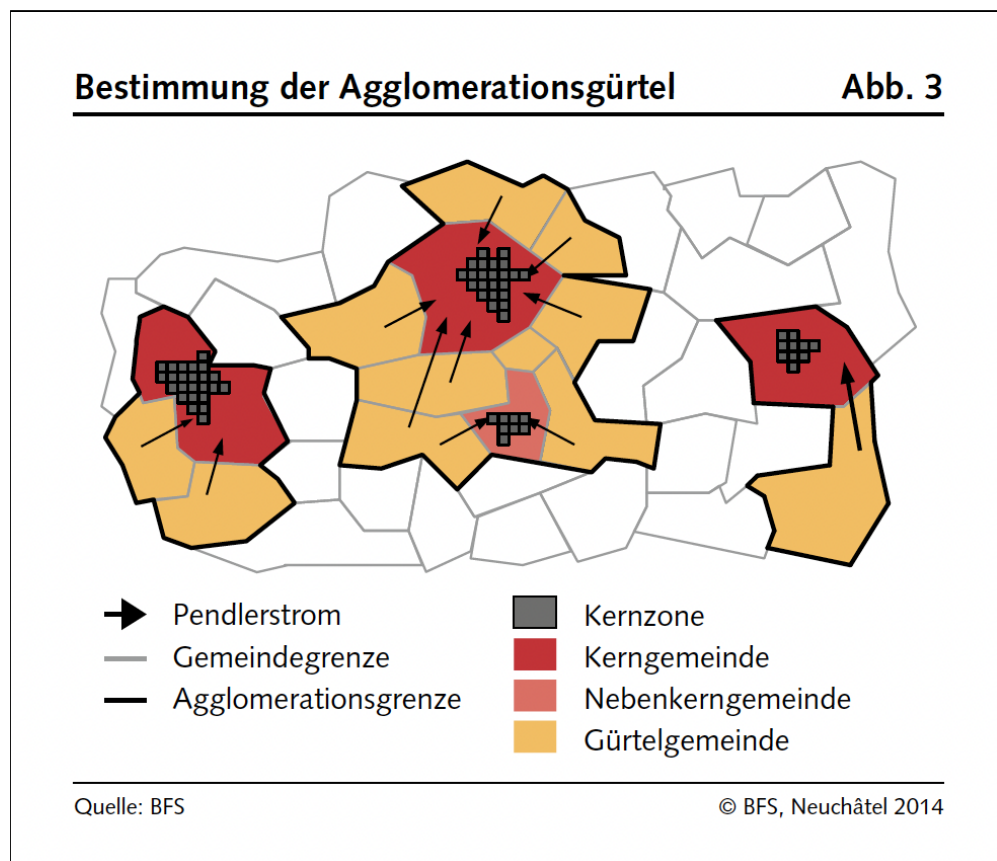 Bestimmung der Agglomerationsgürtel Abb. 3
Pendlerstrom
Gemeindegrenze
Agglomerationsgrenze
Kernzone
Kerngemeinde
Nebenkerngemeinde
Gürtelgemeinde
Quelle: BFS © BFS, Neuchâtel 2014